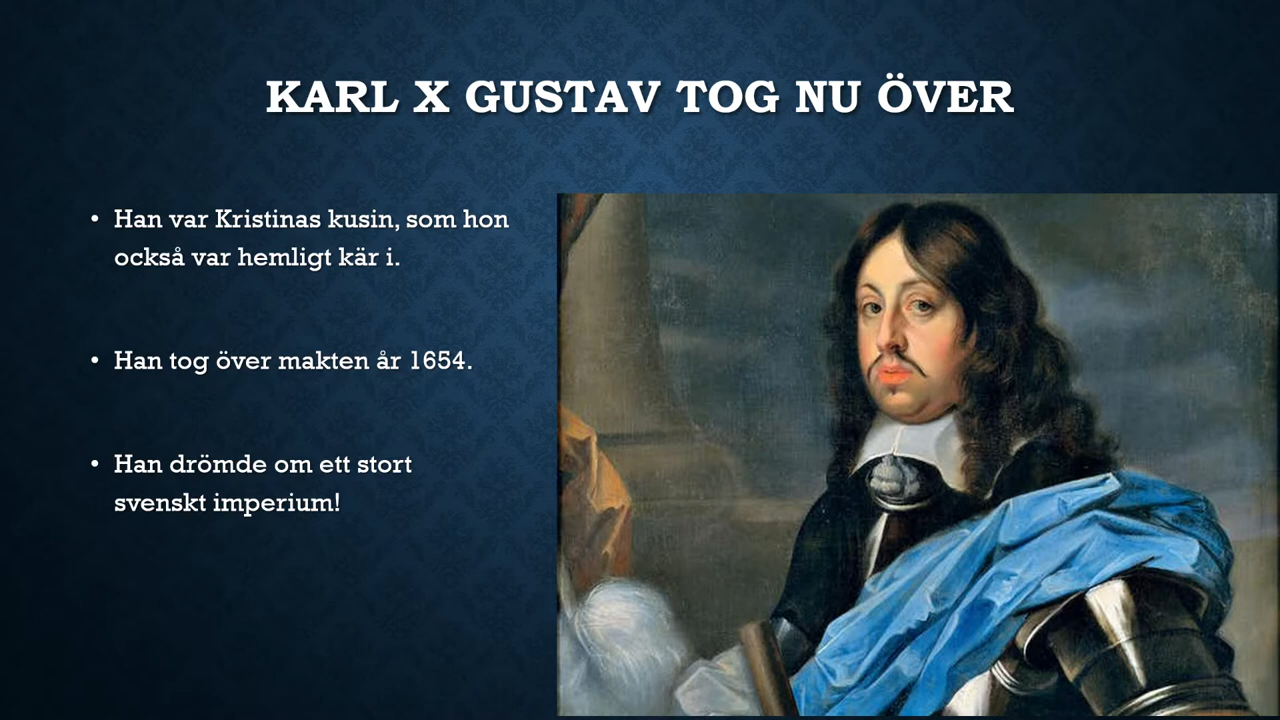 KARL X GUSTAV TOG NU ÖVER
• Han var Kristinas kusin, som hon
också var hemligt kär i.
• Han tog över makten år 1654.
• Han drömde om ett stort
svenskt imperium!